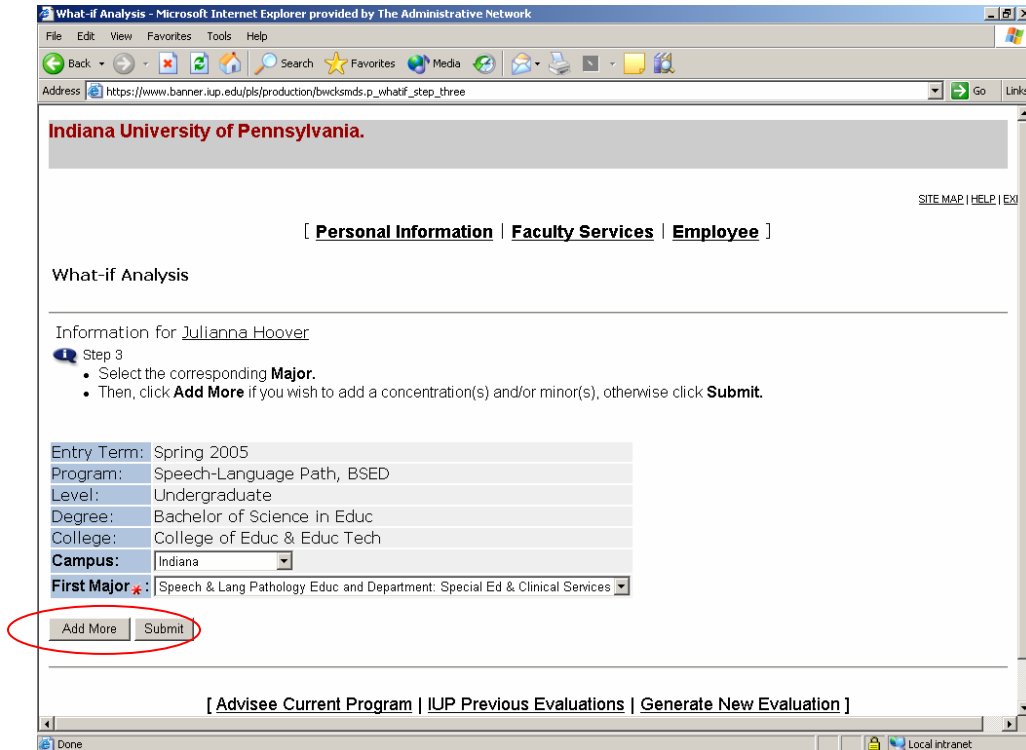 What-if Analysis - Microsoft Internet Explorer provided by The Administrative Network
File Edit View Favorites Tools Help
Back Search Favorites Media
Address https://www.banner.iup.edu/pls/production/bwcksmds.p_whatif_step_three Go Links
Indiana University of Pennsylvania.
SITE MAP | HELP | EXI
[ Personal Information | Faculty Services | Employee ]
What-if Analysis
Information for Julianna Hoover
Step 3
• Select the corresponding Major.
• Then, click Add More if you wish to add a concentration(s) and/or minor(s), otherwise click Submit.
Entry Term: Spring 2005
Program: Speech-Language Path, BSED
Level: Undergraduate
Degree: Bachelor of Science in Educ
College: College of Educ & Educ Tech
Campus: Indiana
First Major*: Speech & Lang Pathology Educ and Department: Special Ed & Clinical Services
Add More Submit
[ Advisee Current Program | IUP Previous Evaluations | Generate New Evaluation ]
Done Local intranet